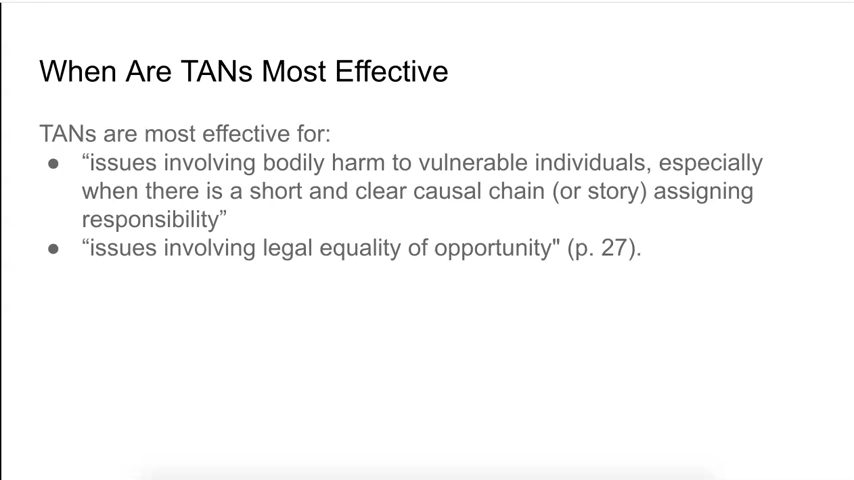 When Are TANs Most Effective
TANs are most effective for:
● “issues involving bodily harm to vulnerable individuals, especially
when there is a short and clear causal chain (or story) assigning
responsibility”
● “issues involving legal equality of opportunity" (p. 27).